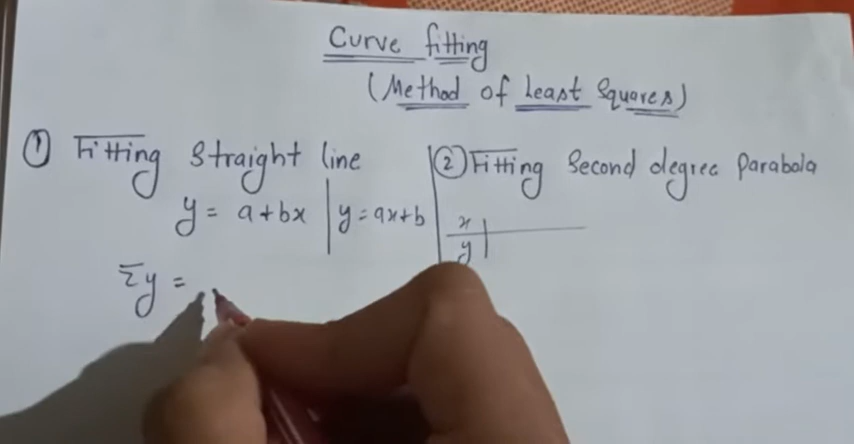 Curve fitting
(Method of Least Squares)
① Fitting Straight line
y = a + bx | y = ax + b
Σy =
② Fitting Second degree Parabola
x
y